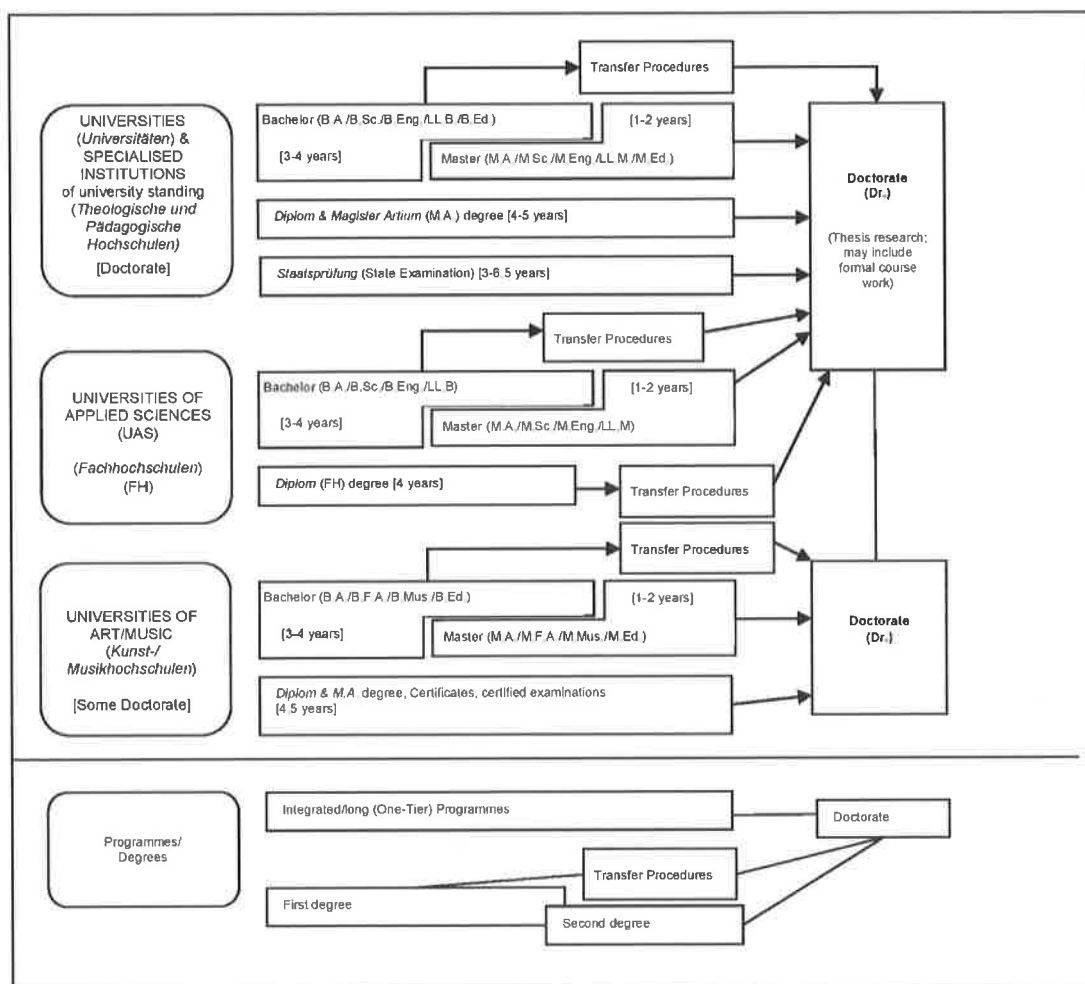 Transfer Procedures
UNIVERSITIES
(Universitäten) &
SPECIALISED
INSTITUTIONS
of university standing
(Theologische und
Pädagogische
Hochschulen)
[Doctorate]
Bachelor (B.A./B.Sc./B.Eng./LL.B./B.Ed.)
[3-4 years]
[1-2 years]
Master (M.A./M.Sc./M.Eng./LL.M./M.Ed.)
Diplom & Magister Artium (M.A.) degree [4-5 years]
Staatsprüfung (State Examination) [3-6.5 years]
Doctorate
(Dr.)
(Thesis research;
may include
formal course
work)
UNIVERSITIES OF
APPLIED SCIENCES
(UAS)
(Fachhochschulen)
(FH)
Transfer Procedures
Bachelor (B.A./B.Sc./B.Eng./LL.B)
[3-4 years]
[1-2 years]
Master (M.A./M.Sc./M.Eng./LL.M)
Diplom (FH) degree [4 years]
Transfer Procedures
Transfer Procedures
UNIVERSITIES OF
ART/MUSIC
(Kunst-/
Musikhochschulen)
[Some Doctorate]
Bachelor (B.A./B.F.A./B.Mus./B.Ed.)
[3-4 years]
[1-2 years]
Master (M.A./M.F.A./M.Mus./M.Ed.)
Diplom & M.A. degree, Certificates, certified examinations
[4.5 years]
Doctorate
(Dr.)
Programmes/
Degrees
Integrated/long (One-Tier) Programmes
Doctorate
Transfer Procedures
First degree
Second degree